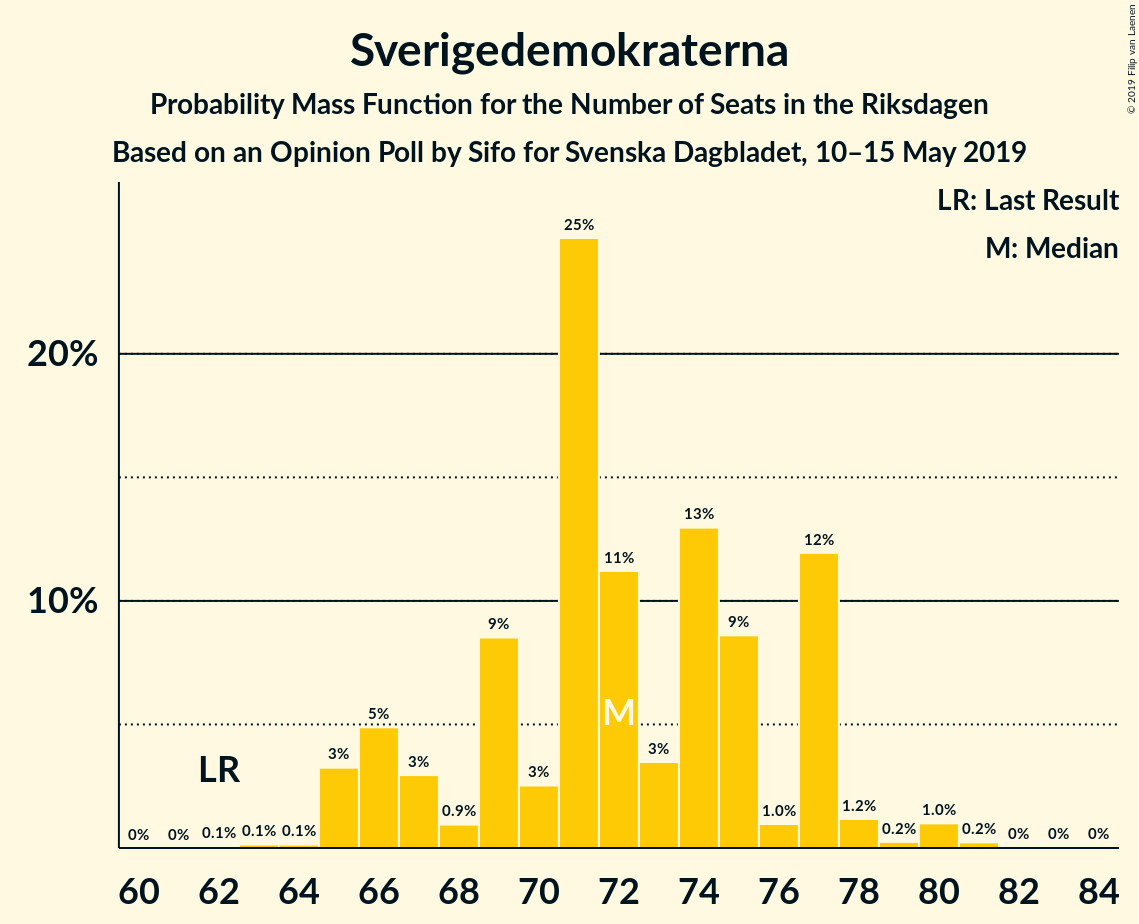 Sverigedemokraterna
Probability Mass Function for the Number of Seats in the Riksdagen
Based on an Opinion Poll by Sifo for Svenska Dagbladet, 10–15 May 2019
© 2019 Filip van Laenen
LR: Last Result
M: Median
20%
10%
0% 0% 0.1% 0.1% 0.1% 3% 5% 3% 0.9% 9% 3% 25% 11% 3% 13% 9% 1.0% 12% 1.2% 0.2% 1.0% 0.2% 0% 0% 0%
LR
M
60 62 64 66 68 70 72 74 76 78 80 82 84